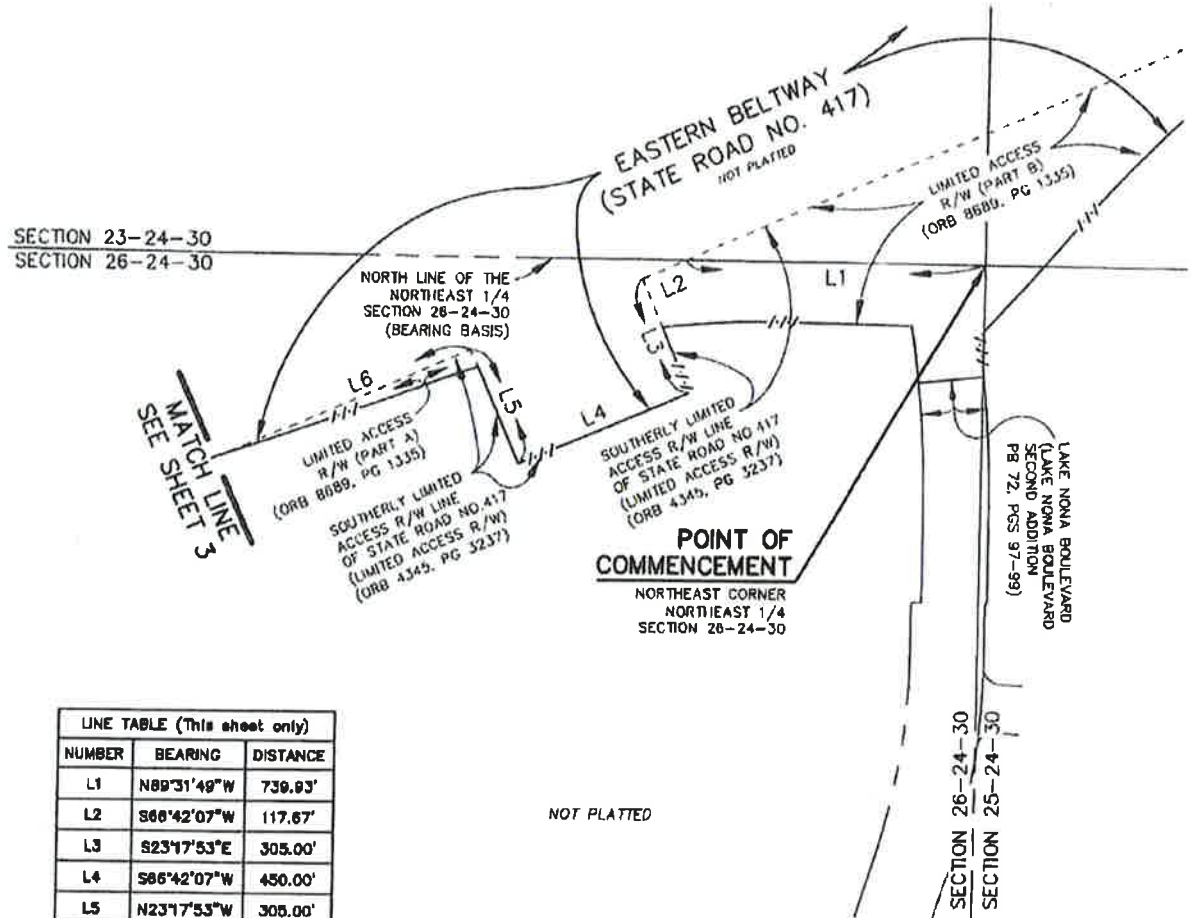 EASTERN BELTWAY
(STATE ROAD NO. 417)
NOT PLATTED
LIMITED ACCESS
R/W (PART B)
(ORB 8689, PG 1335)
SECTION 23-24-30
SECTION 26-24-30
NORTH LINE OF THE
NORTHEAST 1/4
SECTION 26-24-30
(BEARING BASIS)
L2
L1
L3
L6
L5
L4
MATCH LINE
SEE SHEET 3
LIMITED ACCESS
R/W (PART A)
(ORB 8689, PG 1335)
SOUTHERLY LIMITED
ACCESS R/W LINE
OF STATE ROAD NO.417
(LIMITED ACCESS R/W)
(ORB 4345, PG 3237)
SOUTHERLY LIMITED
ACCESS R/W LINE
OF STATE ROAD NO.417
(LIMITED ACCESS R/W)
(ORB 4345, PG 3237)
POINT OF
COMMENCEMENT
NORTHEAST CORNER
NORTHEAST 1/4
SECTION 26-24-30
LAKE NONA BOULEVARD
(LAKE NONA BOULEVARD
SECOND ADDITION
PB 72, PGS 97-99)
LINE TABLE (This sheet only)
NUMBER BEARING DISTANCE
L1 N89°31'49"W 739.93'
L2 S66°42'07"W 117.67'
L3 S23°17'53"E 305.00'
L4 S66°42'07"W 450.00'
L5 N23°17'53"W 305.00'
NOT PLATTED
SECTION 26-24-30
SECTION 25-24-30